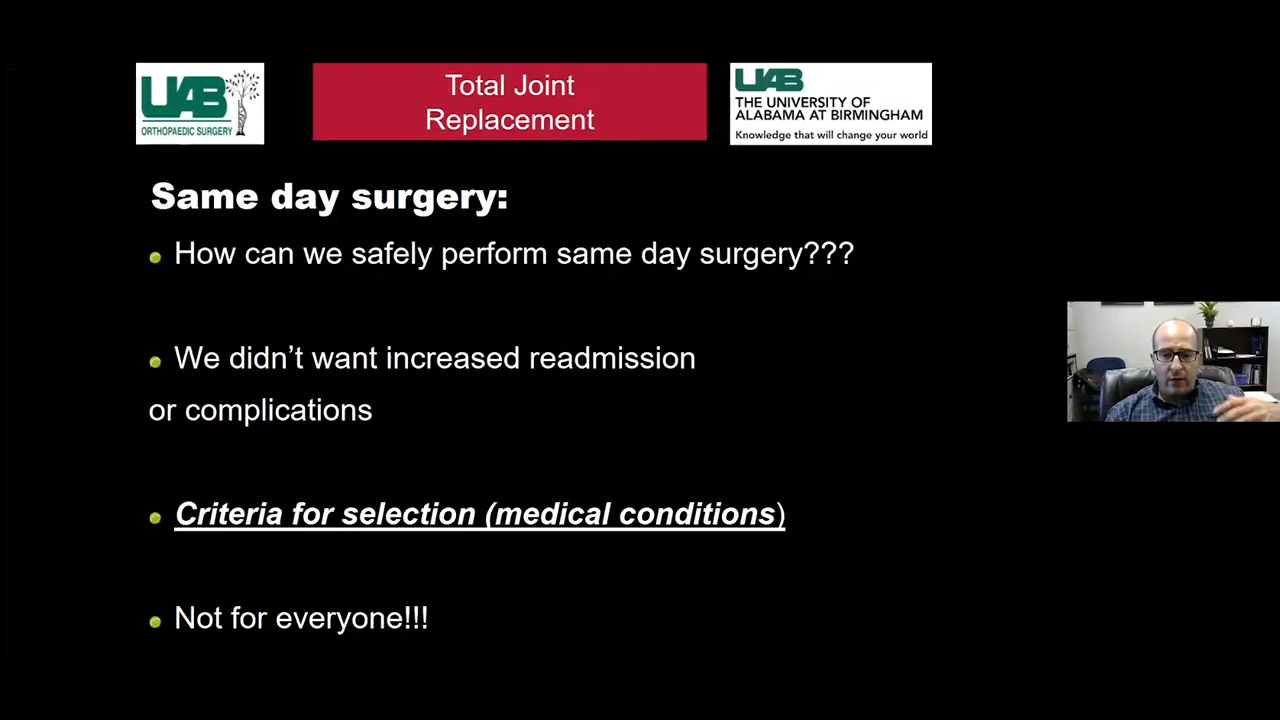 UAB
ORTHOPAEDIC SURGERY
Total Joint
Replacement
UAB
THE UNIVERSITY OF
ALABAMA AT BIRMINGHAM
Knowledge that will change your world
Same day surgery:
How can we safely perform same day surgery???
We didn’t want increased readmission
or complications
Criteria for selection (medical conditions)
Not for everyone!!!